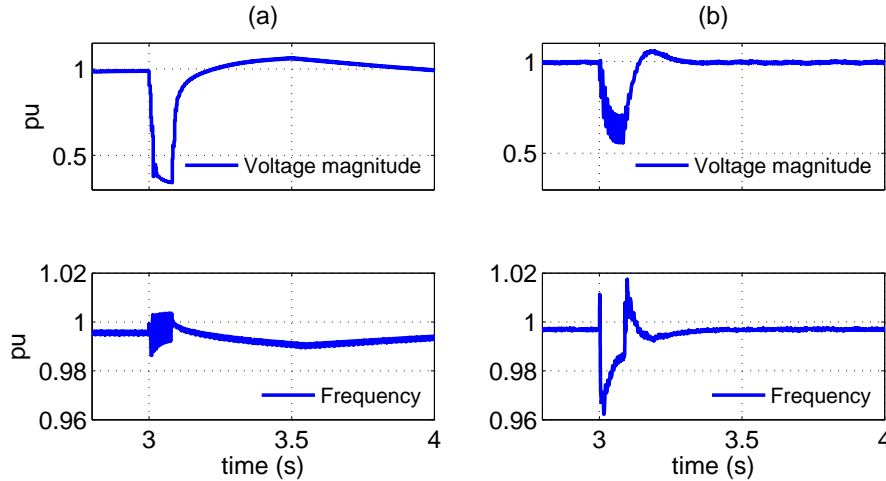 (a)
(b)
1
0.5
pu
Voltage magnitude
1
0.5
Voltage magnitude
1.02
1
0.98
0.96
pu
Frequency
3
3.5
4
time (s)
1.02
1
0.98
0.96
Frequency
3
3.5
4
time (s)